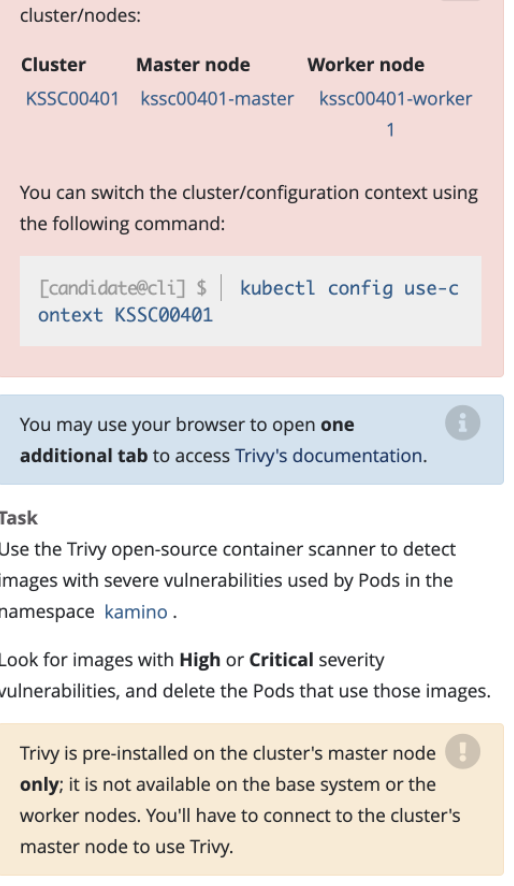 cluster/nodes:
Cluster Master node Worker node
KSSC00401 kssc00401-master kssc00401-worker
1
You can switch the cluster/configuration context using
the following command:
[candidate@cli] $ | kubectl config use-c
ontext KSSC00401
You may use your browser to open one
additional tab to access Trivy's documentation.
Task
Use the Trivy open-source container scanner to detect
images with severe vulnerabilities used by Pods in the
namespace kamino .
Look for images with High or Critical severity
vulnerabilities, and delete the Pods that use those images.
Trivy is pre-installed on the cluster's master node
only; it is not available on the base system or the
worker nodes. You'll have to connect to the cluster's
master node to use Trivy.